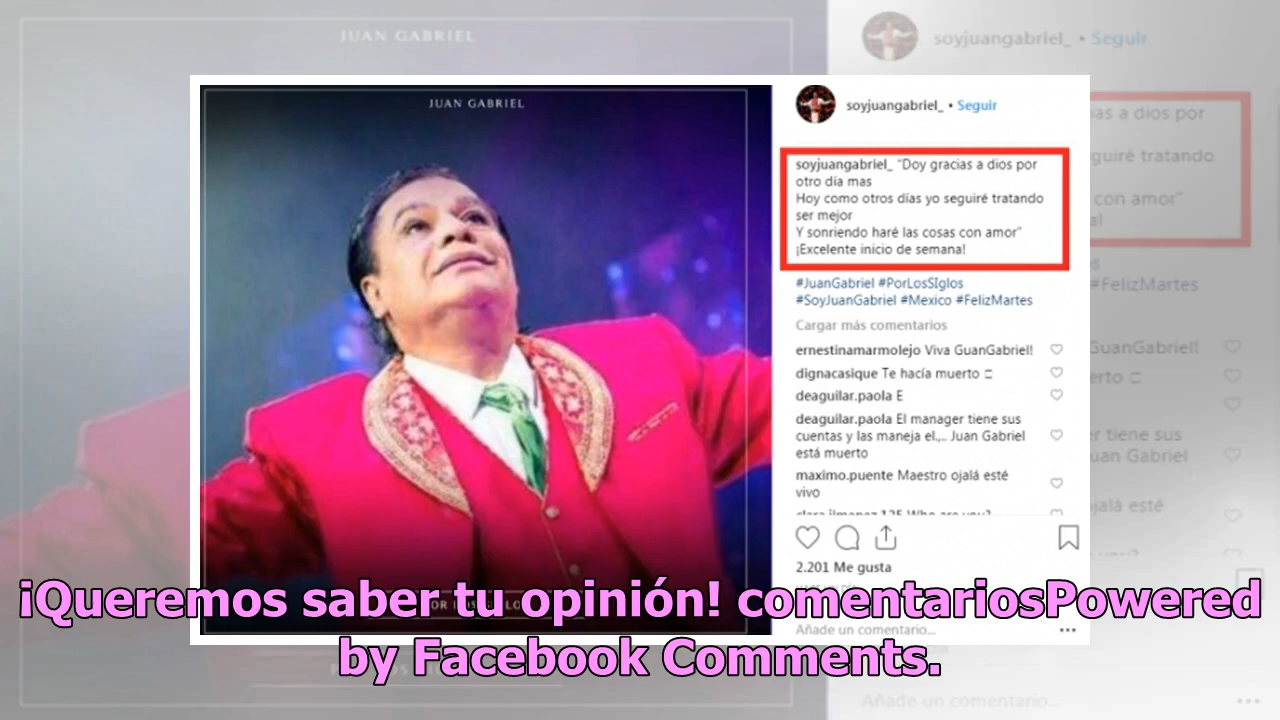 JUAN GABRIEL
soyjuangabriel_ • Seguir
JUAN GABRIEL
soyjuangabriel_ • Seguir
soyjuangabriel_ "Doy gracias a dios por
otro día mas
Hoy como otros días yo seguiré tratando
ser mejor
Y sonriendo haré las cosas con amor"
¡Excelente inicio de semana!
#JuanGabriel #PorLosSIglos
#SoyJuanGabriel #Mexico #FelizMartes
Cargar más comentarios
ernestinamarmolejo Viva GuanGabriel!
dignacasique Te hacía muerto
deaguilar.paola E
deaguilar.paola El manager tiene sus
cuentas y las maneja el.,.. Juan Gabriel
está muerto
maximo.puente Maestro ojalá esté
vivo
2.201 Me gusta
Añade un comentario...
¡Queremos saber tu opinión! comentariosPowered
by Facebook Comments.
ias a dios por
guiré tratando
con amor"
#FelizMartes
GuanGabriel!
er tiene sus
uan Gabriel
ojalá esté
Añade un comentario...